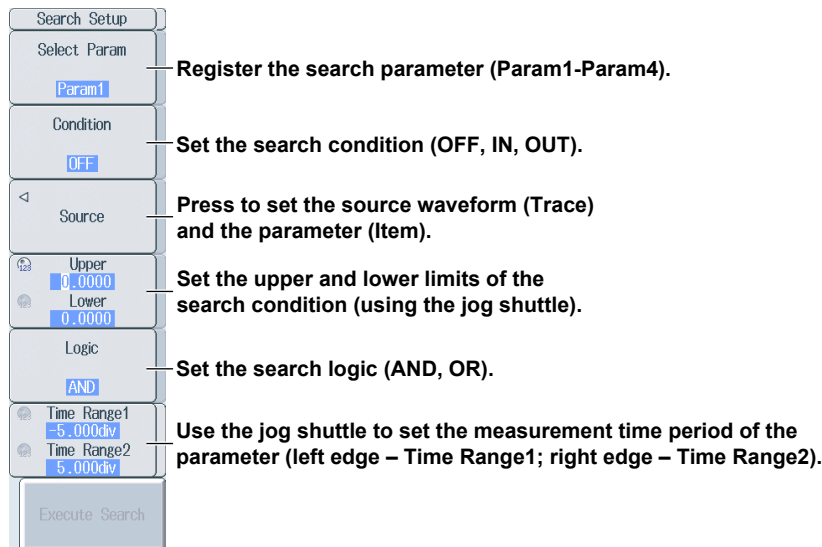 Search Setup
Select Param
Param1
Register the search parameter (Param1-Param4).
Condition
OFF
Set the search condition (OFF, IN, OUT).
Source
Press to set the source waveform (Trace)
and the parameter (Item).
123
Upper
0.0000
Lower
0.0000
Set the upper and lower limits of the
search condition (using the jog shuttle).
Logic
AND
Set the search logic (AND, OR).
Time Range1
-5.000div
Time Range2
5.000div
Use the jog shuttle to set the measurement time period of the
parameter (left edge – Time Range1; right edge – Time Range2).
Execute Search